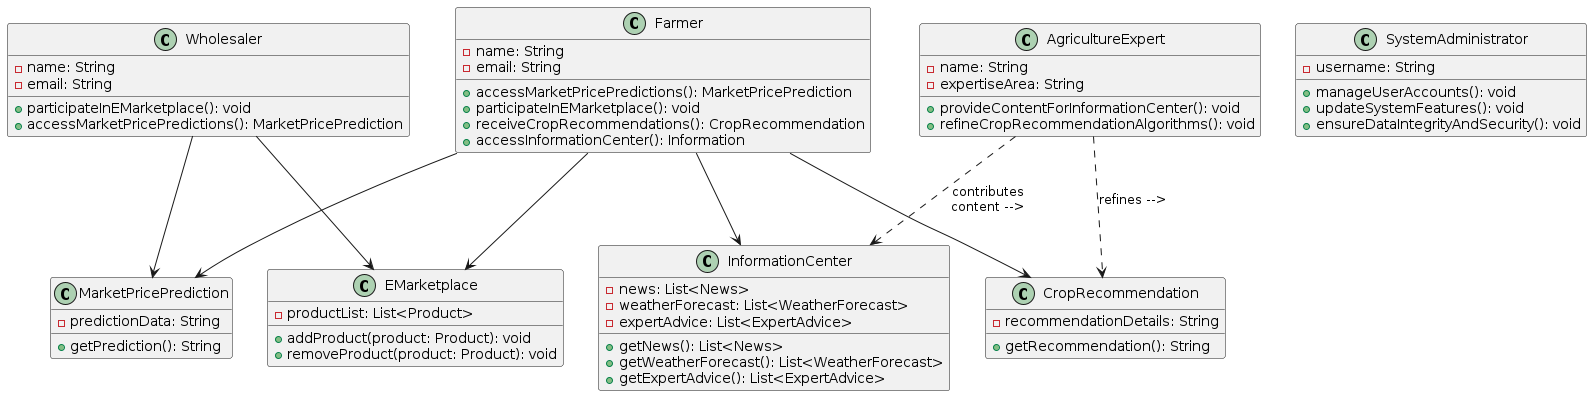 C Wholesaler
name: String
email: String
participateInEMarketplace(): void
accessMarketPricePredictions(): MarketPricePrediction
C Farmer
name: String
email: String
accessMarketPricePredictions(): MarketPricePrediction
participateInEMarketplace(): void
receiveCropRecommendations(): CropRecommendation
accessInformationCenter(): Information
C AgricultureExpert
name: String
expertiseArea: String
provideContentForInformationCenter(): void
refineCropRecommendationAlgorithms(): void
C SystemAdministrator
username: String
manageUserAccounts(): void
updateSystemFeatures(): void
ensureDataIntegrityAndSecurity(): void
contributes
content -->
refines -->
C MarketPricePrediction
predictionData: String
getPrediction(): String
C EMarketplace
productList: List<Product>
addProduct(product: Product): void
removeProduct(product: Product): void
C InformationCenter
news: List<News>
weatherForecast: List<WeatherForecast>
expertAdvice: List<ExpertAdvice>
getNews(): List<News>
getWeatherForecast(): List<WeatherForecast>
getExpertAdvice(): List<ExpertAdvice>
C CropRecommendation
recommendationDetails: String
getRecommendation(): String